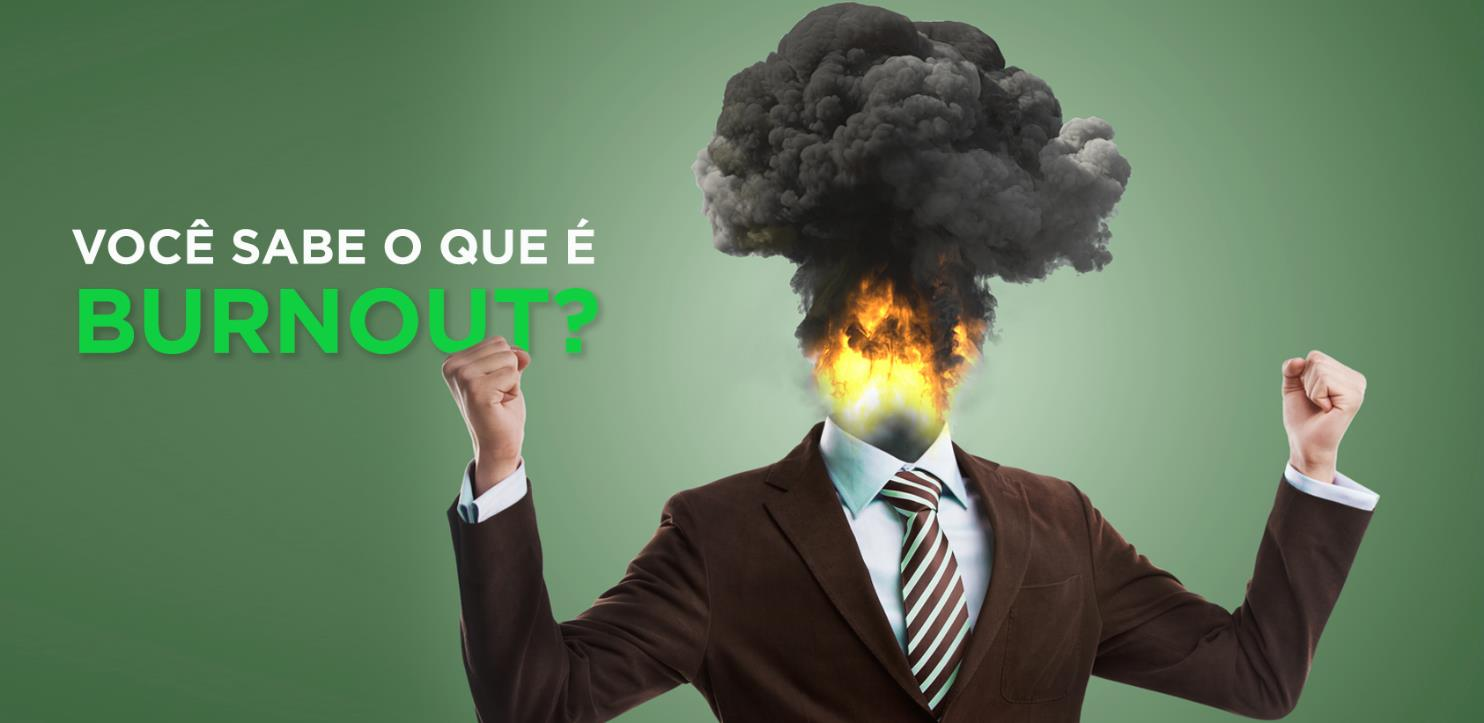 VOCÊ SABE O QUE É
BURNOUT?